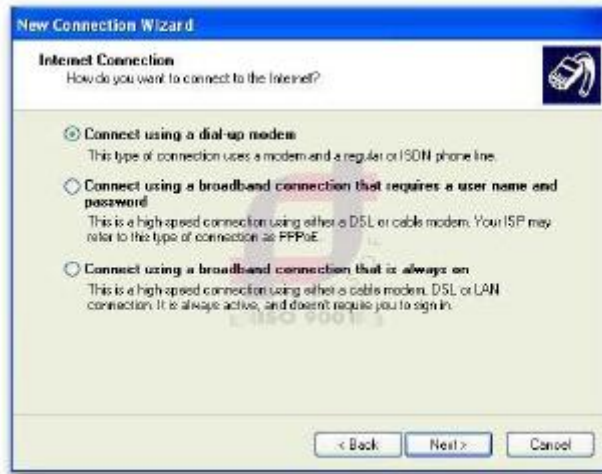 New Connection Wizard
Internet Connection
How do you want to connect to the Internet?
Connect using a dial-up modem
This type of connection uses a modem and a regular or ISDN phone line.
Connect using a broadband connection that requires a user name and
password
This is a high-speed connection using either a DSL or cable modem. Your ISP may
refer to this type of connection as PPPoE.
Connect using a broadband connection that is always on
This is a high-speed connection using either a cable modem, DSL or LAN
connection. It is always active, and doesn't require you to sign in.
ISO 9001
< Back
Next >
Cancel